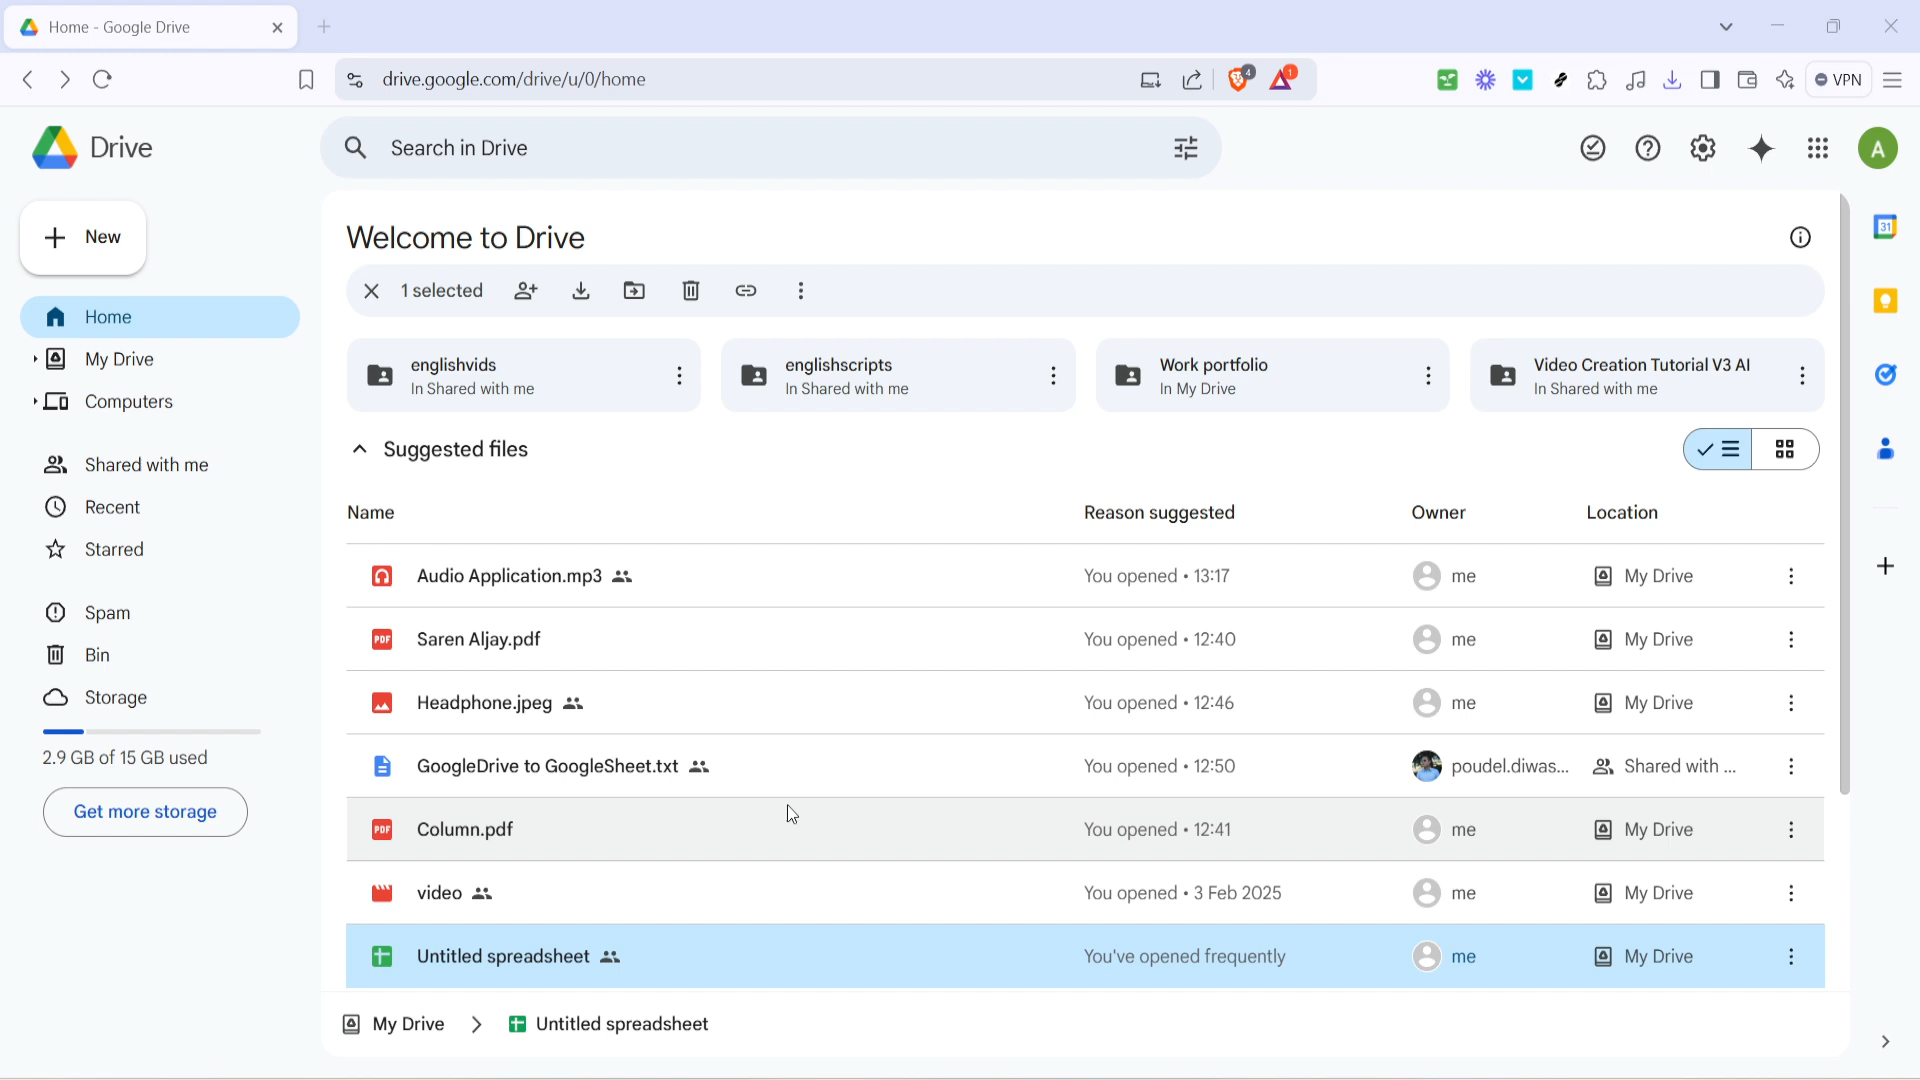 Home - Google Drive
drive.google.com/drive/u/0/home
4
1
VPN
Drive
Search in Drive
A
New
Home
My Drive
Computers
Shared with me
Recent
Starred
Spam
Bin
Storage
2.9 GB of 15 GB used
Get more storage
Welcome to Drive
1 selected
englishvids
In Shared with me
englishscripts
In Shared with me
Work portfolio
In My Drive
Video Creation Tutorial V3 AI
In Shared with me
Suggested files
Name Reason suggested Owner Location
Audio Application.mp3 You opened • 13:17 me My Drive
PDF Saren Aljay.pdf You opened • 12:40 me My Drive
Headphone.jpeg You opened • 12:46 me My Drive
GoogleDrive to GoogleSheet.txt You opened • 12:50 poudel.diwas... Shared with ...
PDF Column.pdf You opened • 12:41 me My Drive
video You opened • 3 Feb 2025 me My Drive
Untitled spreadsheet You've opened frequently me My Drive
My Drive Untitled spreadsheet
31